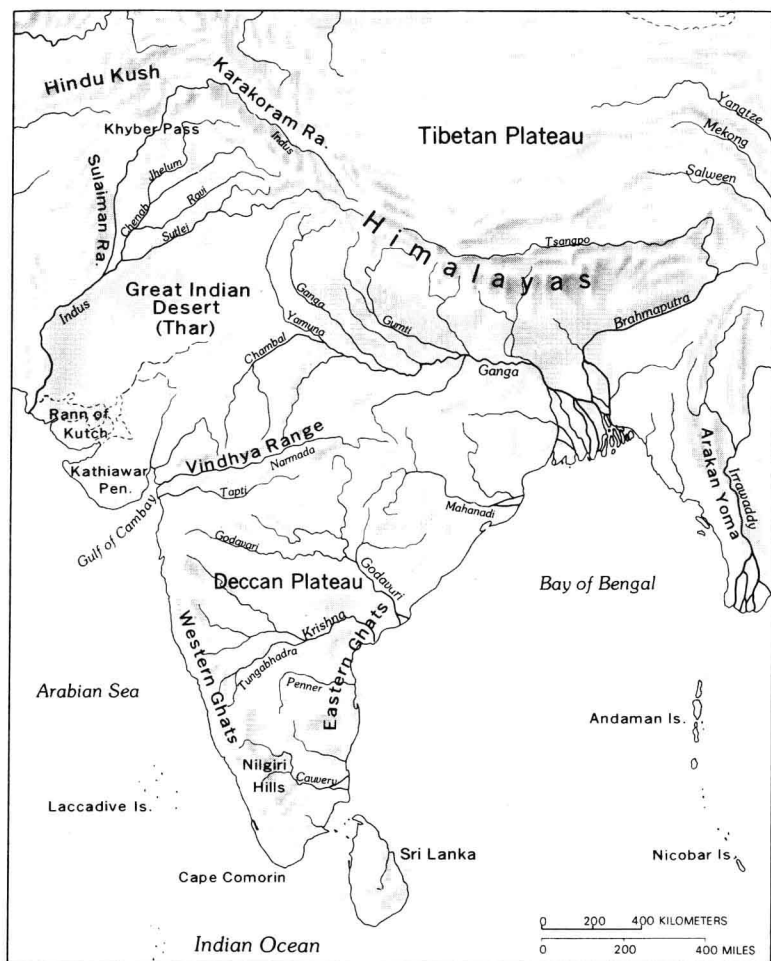 Hindu Kush
Karakoram Ra.
Indus
Khyber Pass
Tibetan Plateau
Yangtze
Mekong
Salween
Sulaiman Ra.
Jhelum
Chenab
Ravi
Sutlej
Himalayas
Tsangpo
Indus
Great Indian
Desert
(Thar)
Ganga
Yamuna
Gumti
Chambal
Brahmaputra
Ganga
Rann of
Kutch
Kathiawar
Pen.
Vindhya Range
Narmada
Tapti
Gulf of Cambay
Mahanadi
Arakan Yoma
Irrawaddy
Godavari
Godavuri
Deccan Plateau
Bay of Bengal
Krishna
Western Ghats
Tungabhadra
Eastern Ghats
Penner
Arabian Sea
Andaman Is.
Nilgiri
Hills
Cauvery
Laccadive Is.
Sri Lanka
Nicobar Is.
Cape Comorin
Indian Ocean
0 200 400 KILOMETERS
0 200 400 MILES